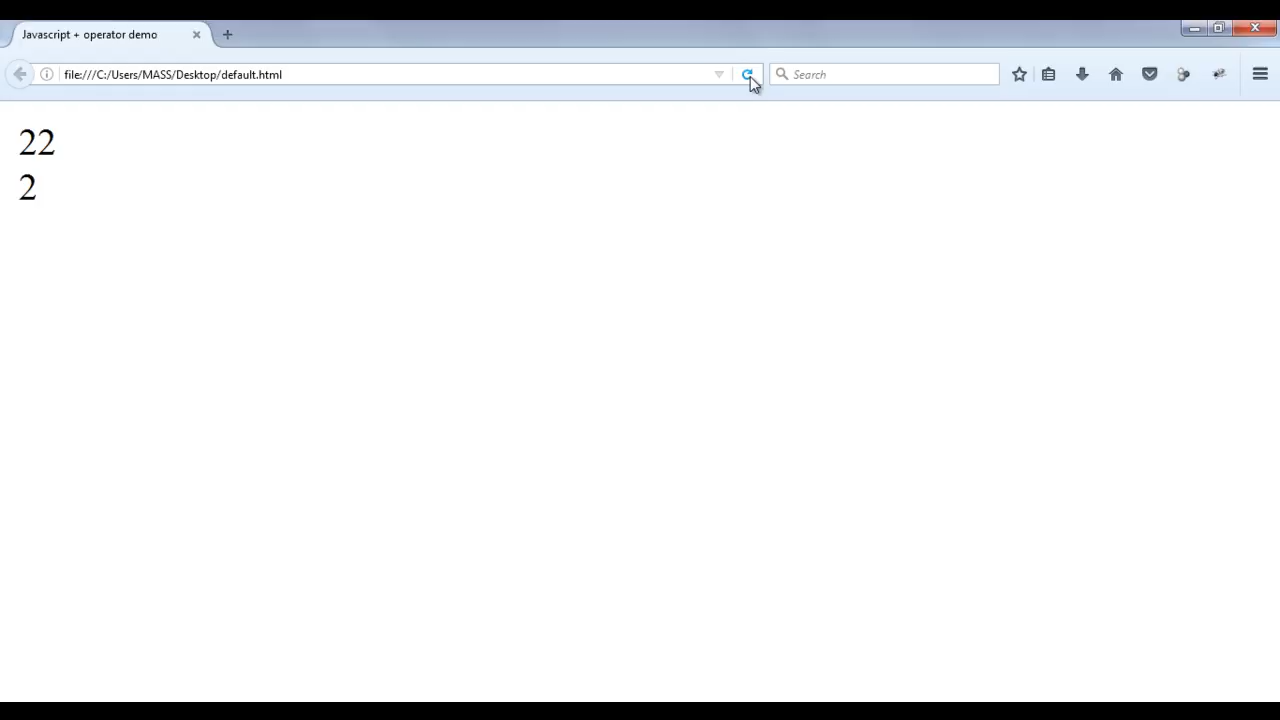 Javascript + operator demo
file:///C:/Users/MASS/Desktop/default.html
Search
22
2